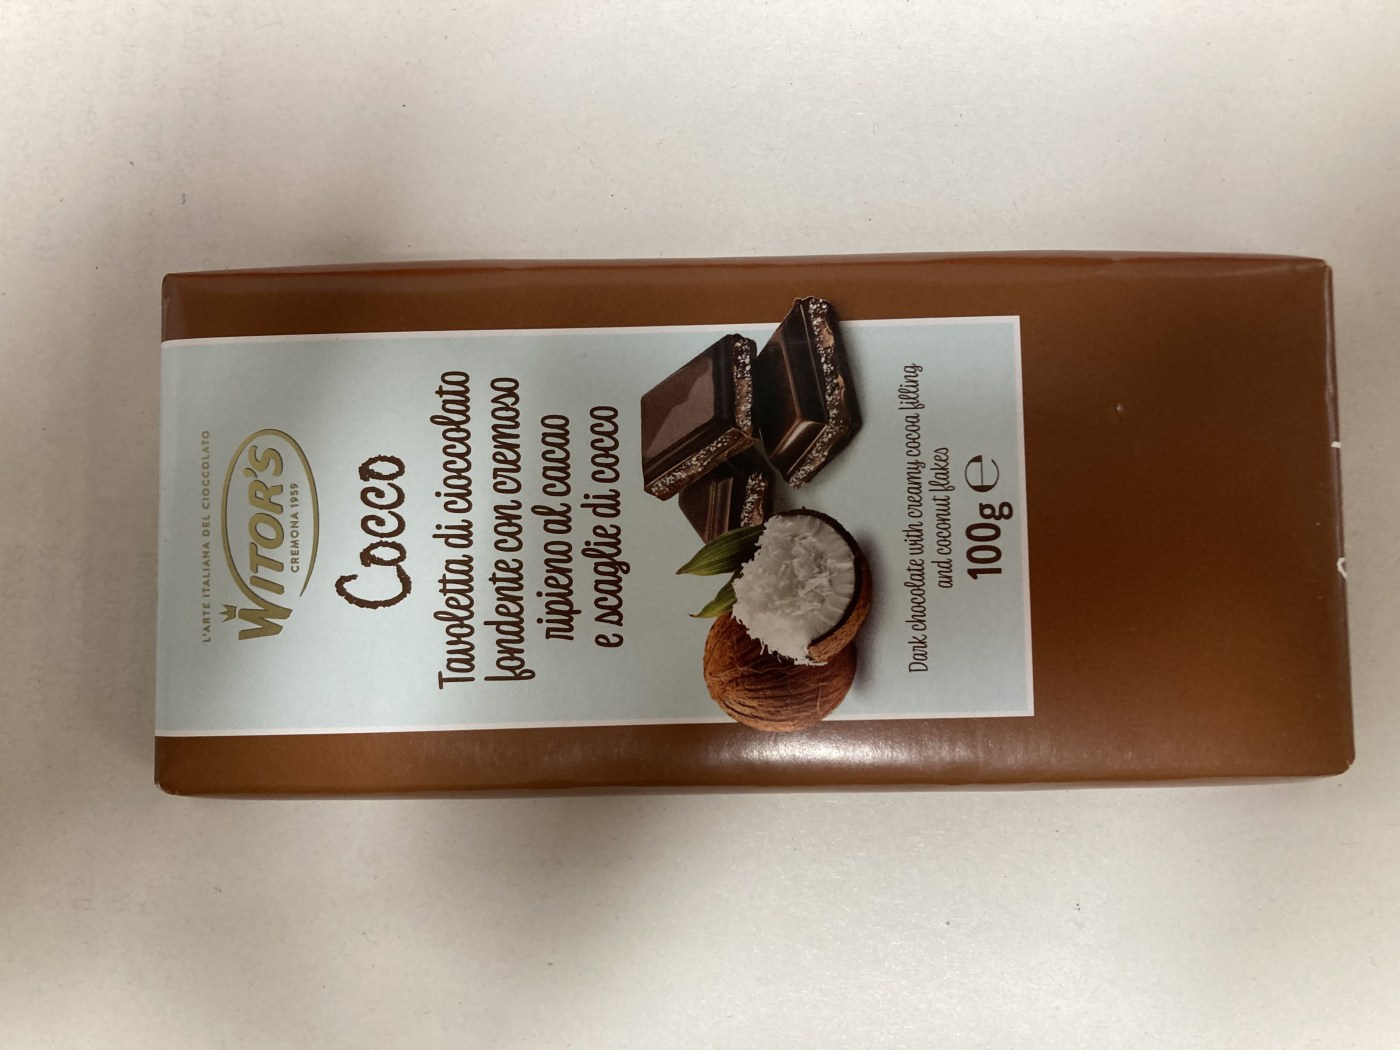 L'ARTE ITALIANA DEL CIOCCOLATO
WITOR'S
CREMONA 1959
Cocco
Tavoletta di cioccolato
fondente con cremoso
ripieno al cacao
e scaglie di cocco
Dark chocolate with creamy cocoa filling
and coconut flakes
100g ℮